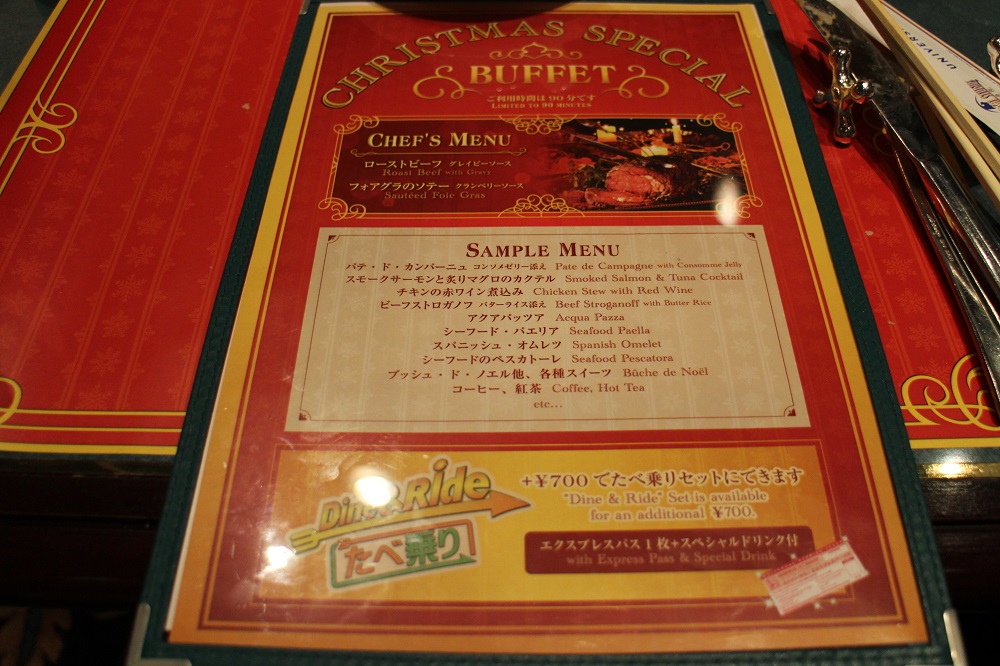 CHRISTMAS SPECIAL
BUFFET
ご利用時間は90分です
LIMITED TO 90 MINUTES
CHEF'S MENU
ローストビーフ グレイビーソース
Roast Beef with Gravy
フォアグラのソテー クランベリーソース
Sautéed Foie Gras
SAMPLE MENU
パテ・ド・カンパーニュ コンソメゼリー添え Pate de Campagne with Consomme Jelly
スモークサーモンと炙りマグロのカクテル Smoked Salmon & Tuna Cocktail
チキンの赤ワイン煮込み Chicken Stew with Red Wine
ビーフストロガノフ バターライス添え Beef Stroganoff with Butter Rice
アクアパッツア Acqua Pazza
シーフード・パエリア Seafood Paella
スパニッシュ・オムレツ Spanish Omelet
シーフードのペスカトーレ Seafood Pescatora
ブッシュ・ド・ノエル他、各種スイーツ Bûche de Noël
コーヒー、紅茶 Coffee, Hot Tea
etc...
Dine & Ride
たべ乗り
+¥700でたべ乗りセットにできます
"Dine & Ride" Set is available
for an additional ¥700.
エクスプレスパス1枚+スペシャルドリンク付
with Express Pass & Special Drink
UNIVERS